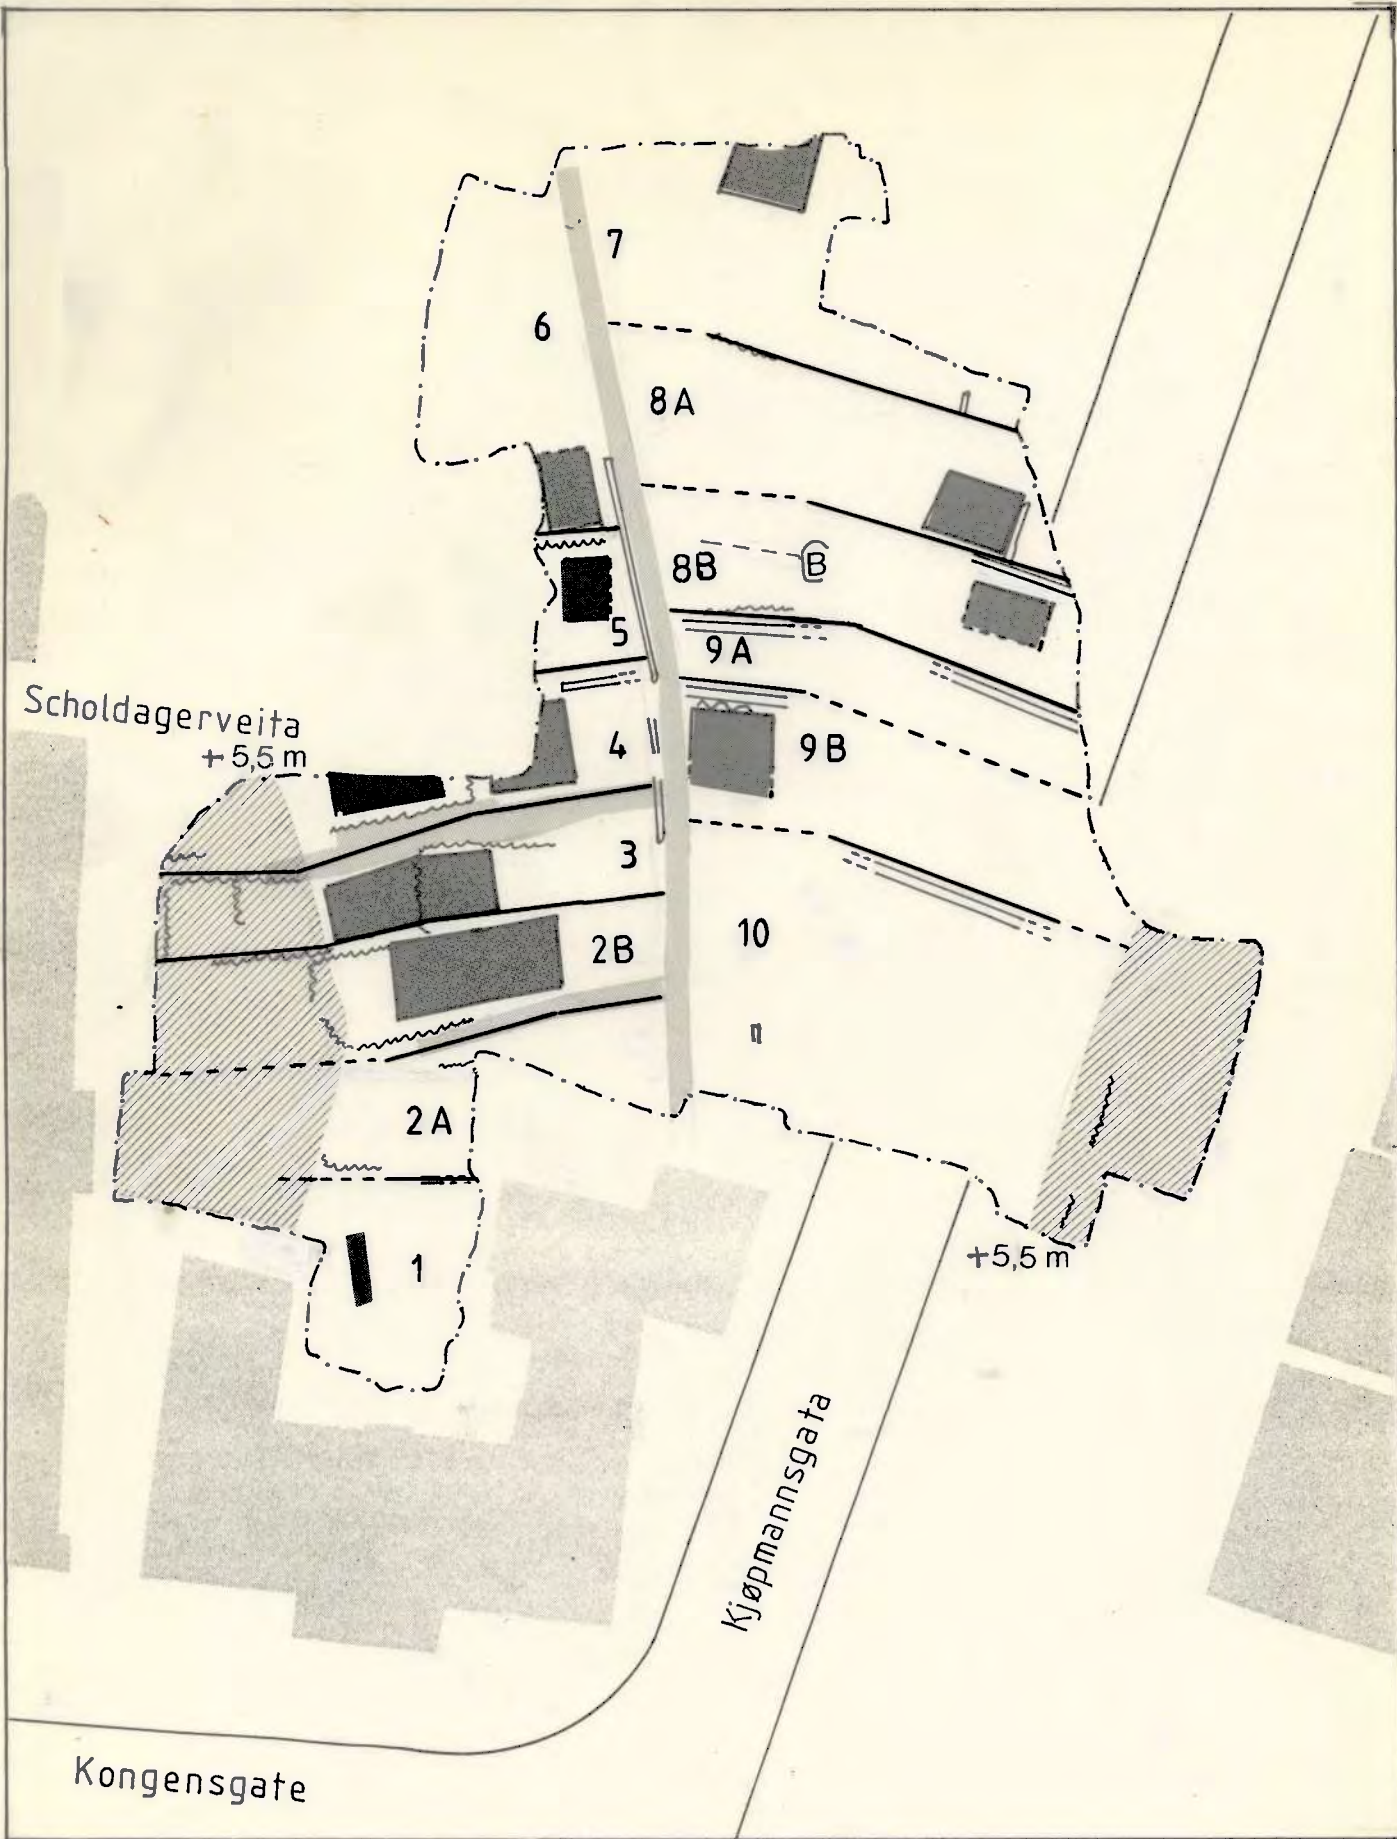 7
6
8A
8B
B
5
9A
Scholdagerveita
+5,5 m
4
9B
3
10
2B
2A
+5,5 m
1
Kjøpmannsgata
Kongensgate